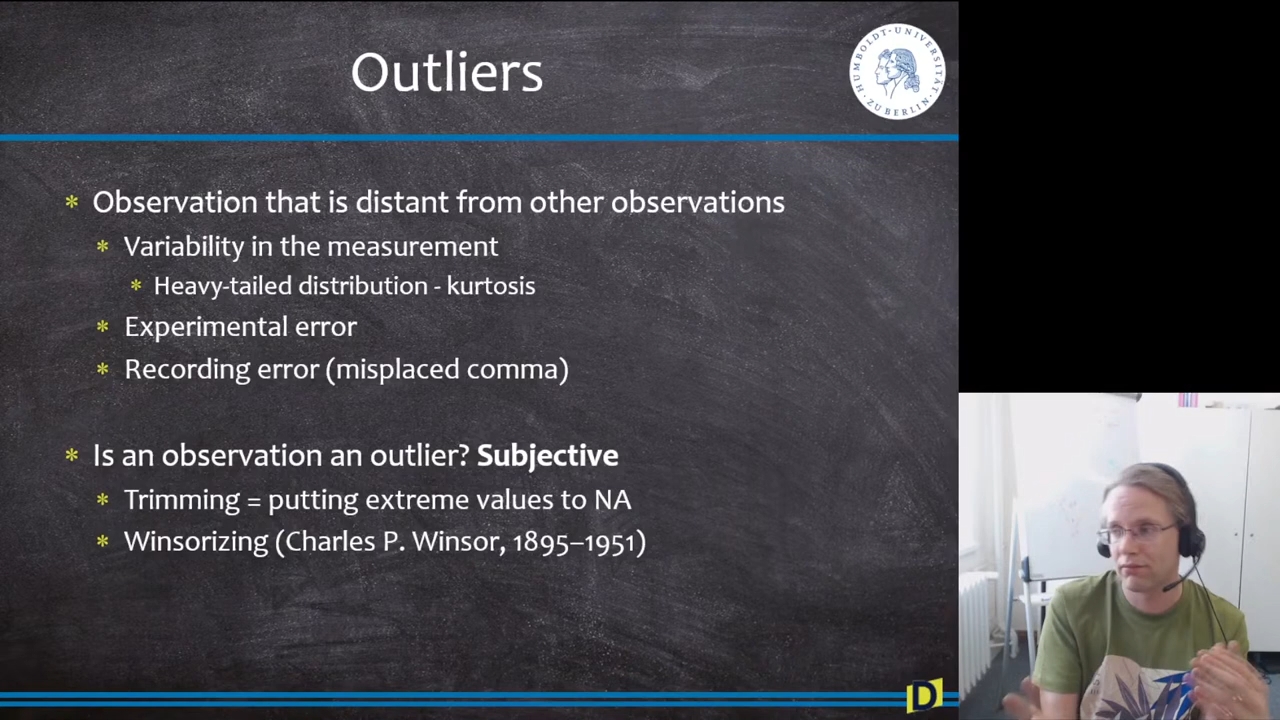 Outliers
HUMBOLDT-UNIVERSITÄT
ZU BERLIN
* Observation that is distant from other observations
* Variability in the measurement
* Heavy-tailed distribution - kurtosis
* Experimental error
* Recording error (misplaced comma)
* Is an observation an outlier? Subjective
* Trimming = putting extreme values to NA
* Winsorizing (Charles P. Winsor, 1895–1951)
D